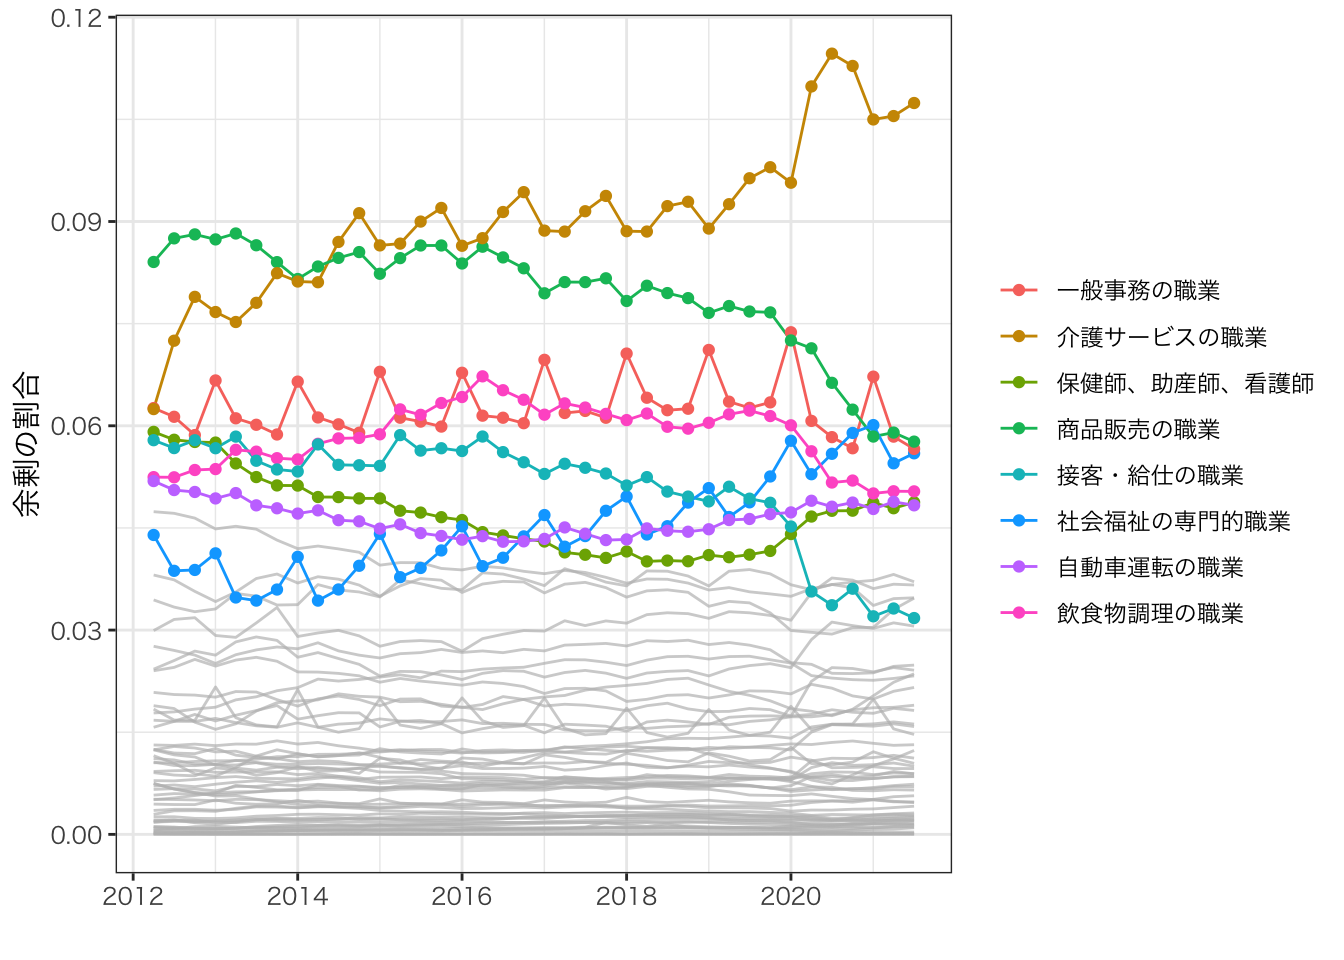 0.12
0.09
0.06
0.03
0.00
余剰の割合
2012 2014 2016 2018 2020
一般事務の職業
介護サービスの職業
保健師、助産師、看護師
商品販売の職業
接客・給仕の職業
社会福祉の専門的職業
自動車運転の職業
飲食物調理の職業